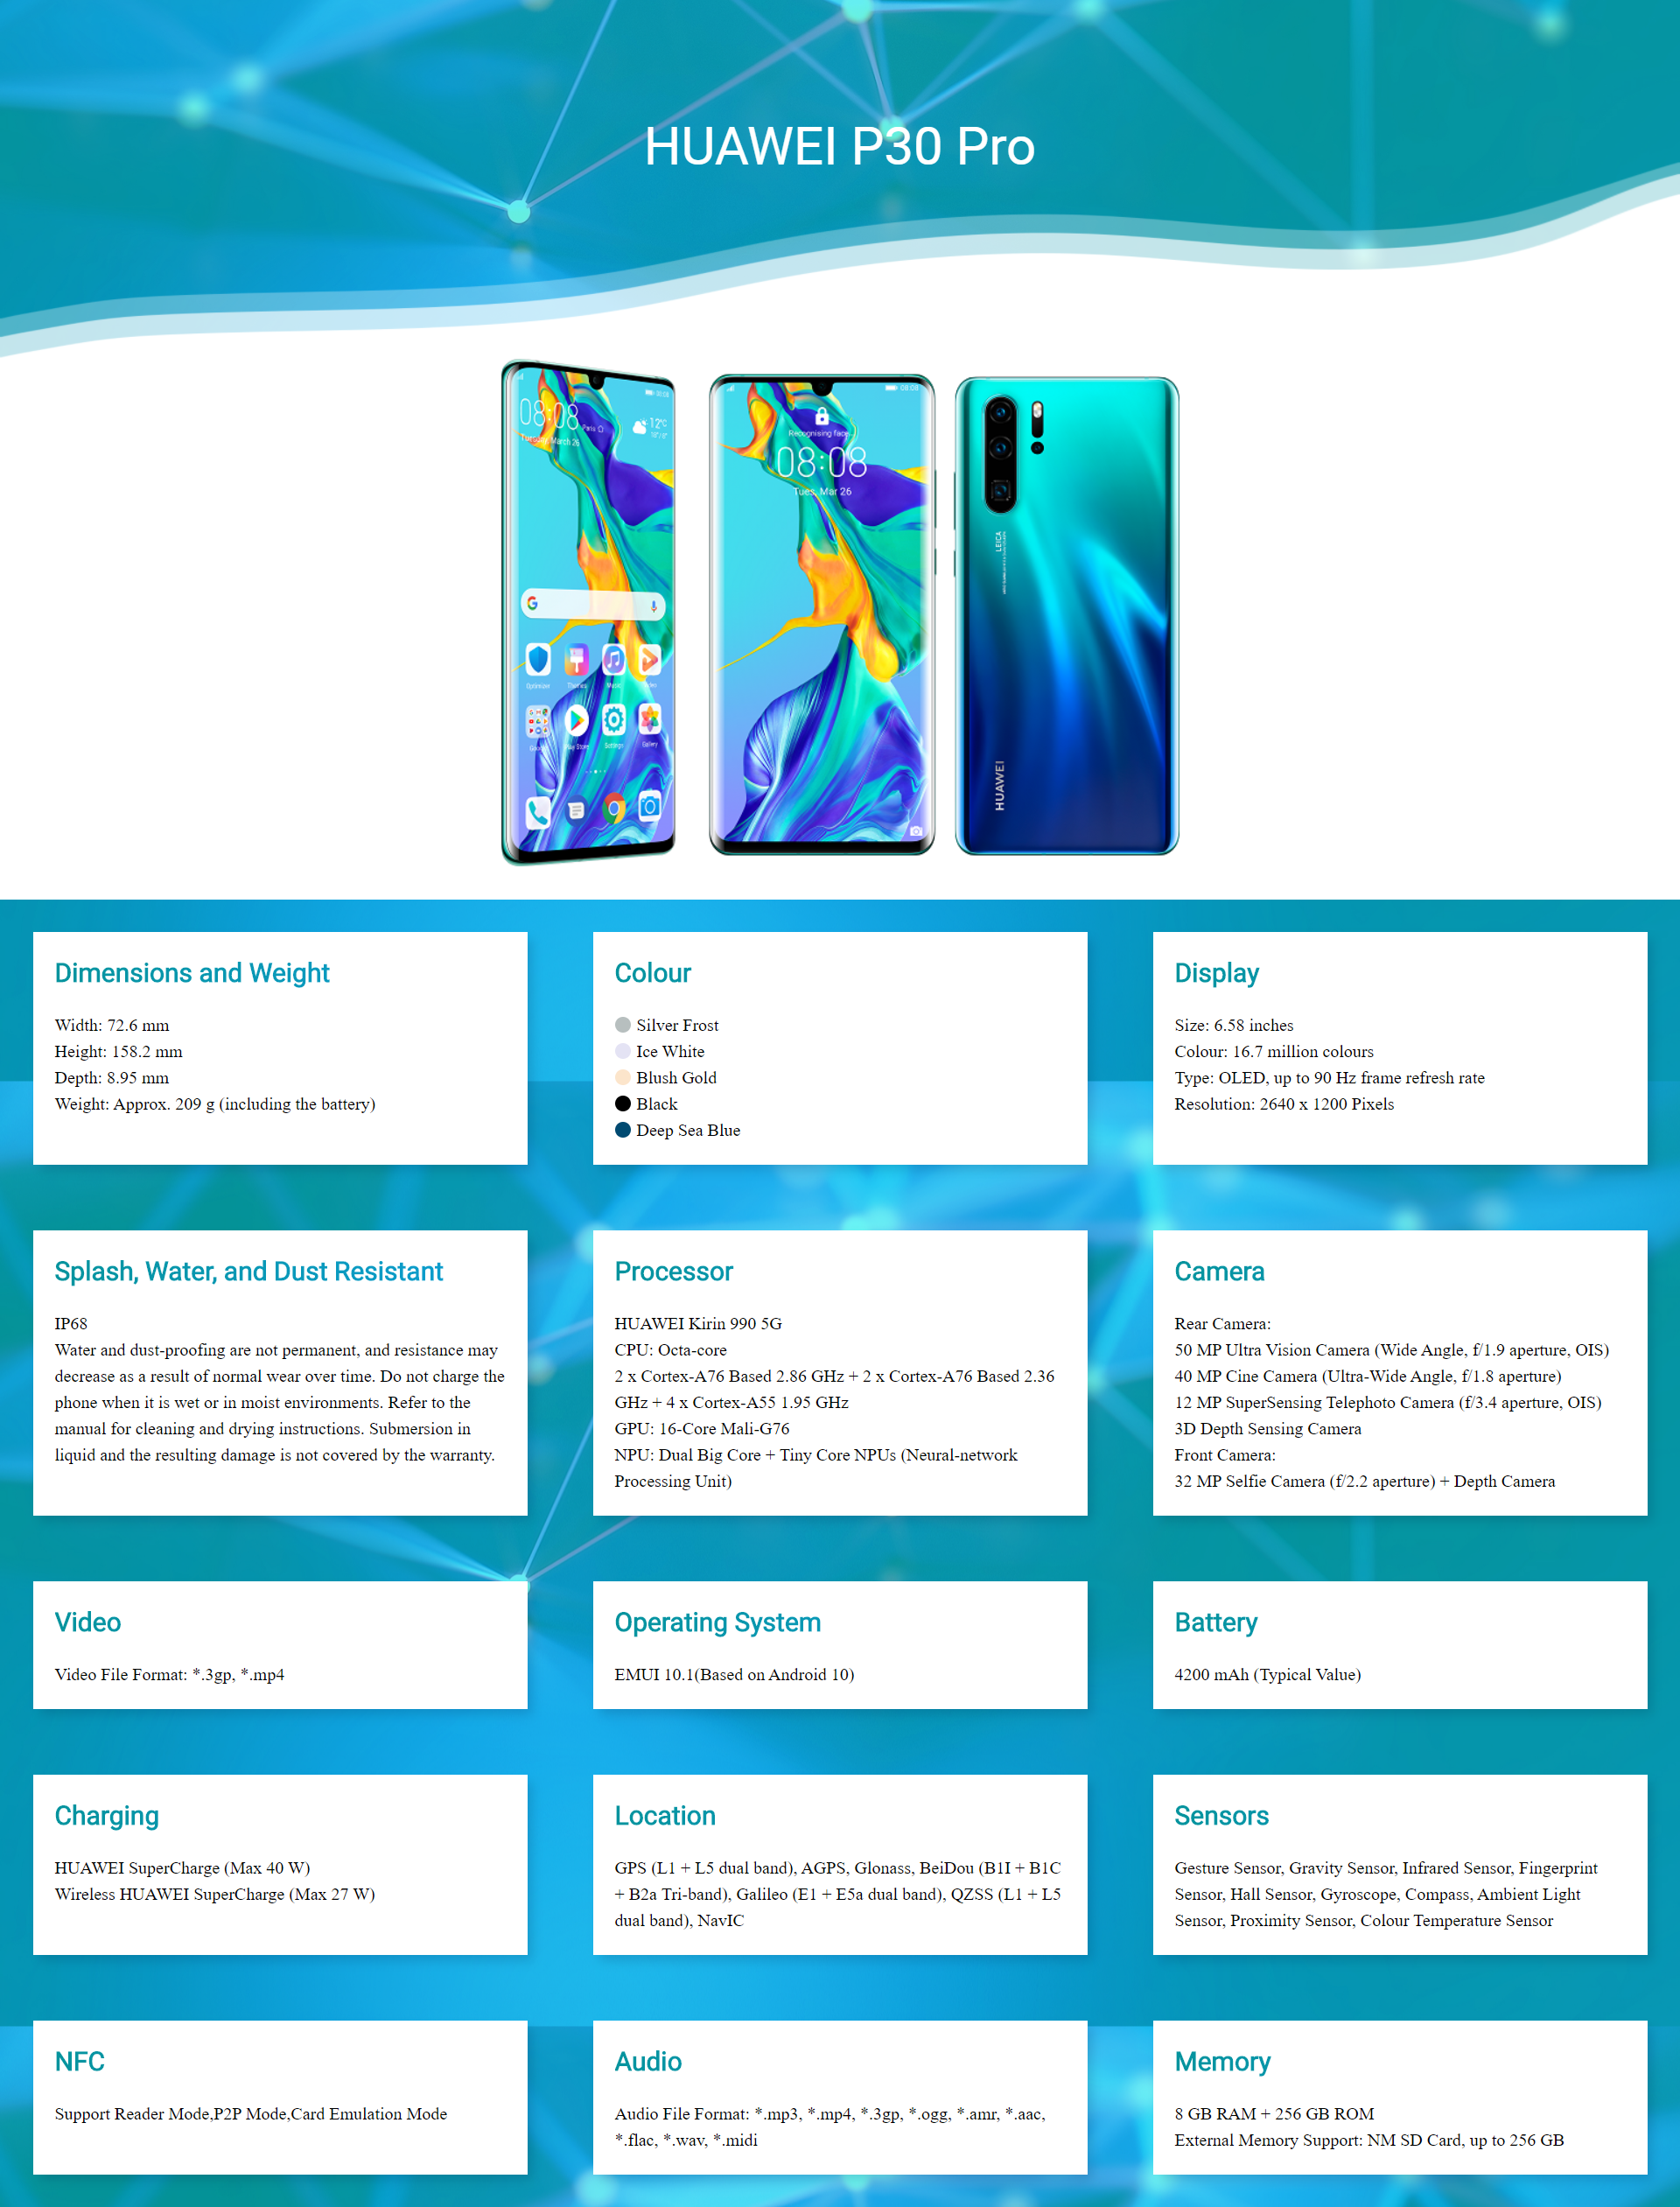 HUAWEI P30 Pro
08:08
Paris
Tuesday, March 26
12°C
Optimizer
Themes
Music
Video
Google
Play Store
Settings
Gallery
08:08
Recognising face
08:08
Tues, Mar 26
LEICA
HUAWEI
Dimensions and Weight
Width: 72.6 mm
Height: 158.2 mm
Depth: 8.95 mm
Weight: Approx. 209 g (including the battery)
Colour
Silver Frost
Ice White
Blush Gold
Black
Deep Sea Blue
Display
Size: 6.58 inches
Colour: 16.7 million colours
Type: OLED, up to 90 Hz frame refresh rate
Resolution: 2640 x 1200 Pixels
Splash, Water, and Dust Resistant
IP68
Water and dust-proofing are not permanent, and resistance may
decrease as a result of normal wear over time. Do not charge the
phone when it is wet or in moist environments. Refer to the
manual for cleaning and drying instructions. Submersion in
liquid and the resulting damage is not covered by the warranty.
Processor
HUAWEI Kirin 990 5G
CPU: Octa-core
2 x Cortex-A76 Based 2.86 GHz + 2 x Cortex-A76 Based 2.36
GHz + 4 x Cortex-A55 1.95 GHz
GPU: 16-Core Mali-G76
NPU: Dual Big Core + Tiny Core NPUs (Neural-network
Processing Unit)
Camera
Rear Camera:
50 MP Ultra Vision Camera (Wide Angle, f/1.9 aperture, OIS)
40 MP Cine Camera (Ultra-Wide Angle, f/1.8 aperture)
12 MP SuperSensing Telephoto Camera (f/3.4 aperture, OIS)
3D Depth Sensing Camera
Front Camera:
32 MP Selfie Camera (f/2.2 aperture) + Depth Camera
Video
Video File Format: *.3gp, *.mp4
Operating System
EMUI 10.1(Based on Android 10)
Battery
4200 mAh (Typical Value)
Charging
HUAWEI SuperCharge (Max 40 W)
Wireless HUAWEI SuperCharge (Max 27 W)
Location
GPS (L1 + L5 dual band), AGPS, Glonass, BeiDou (B1I + B1C
+ B2a Tri-band), Galileo (E1 + E5a dual band), QZSS (L1 + L5
dual band), NavIC
Sensors
Gesture Sensor, Gravity Sensor, Infrared Sensor, Fingerprint
Sensor, Hall Sensor, Gyroscope, Compass, Ambient Light
Sensor, Proximity Sensor, Colour Temperature Sensor
NFC
Support Reader Mode,P2P Mode,Card Emulation Mode
Audio
Audio File Format: *.mp3, *.mp4, *.3gp, *.ogg, *.amr, *.aac,
*.flac, *.wav, *.midi
Memory
8 GB RAM + 256 GB ROM
External Memory Support: NM SD Card, up to 256 GB